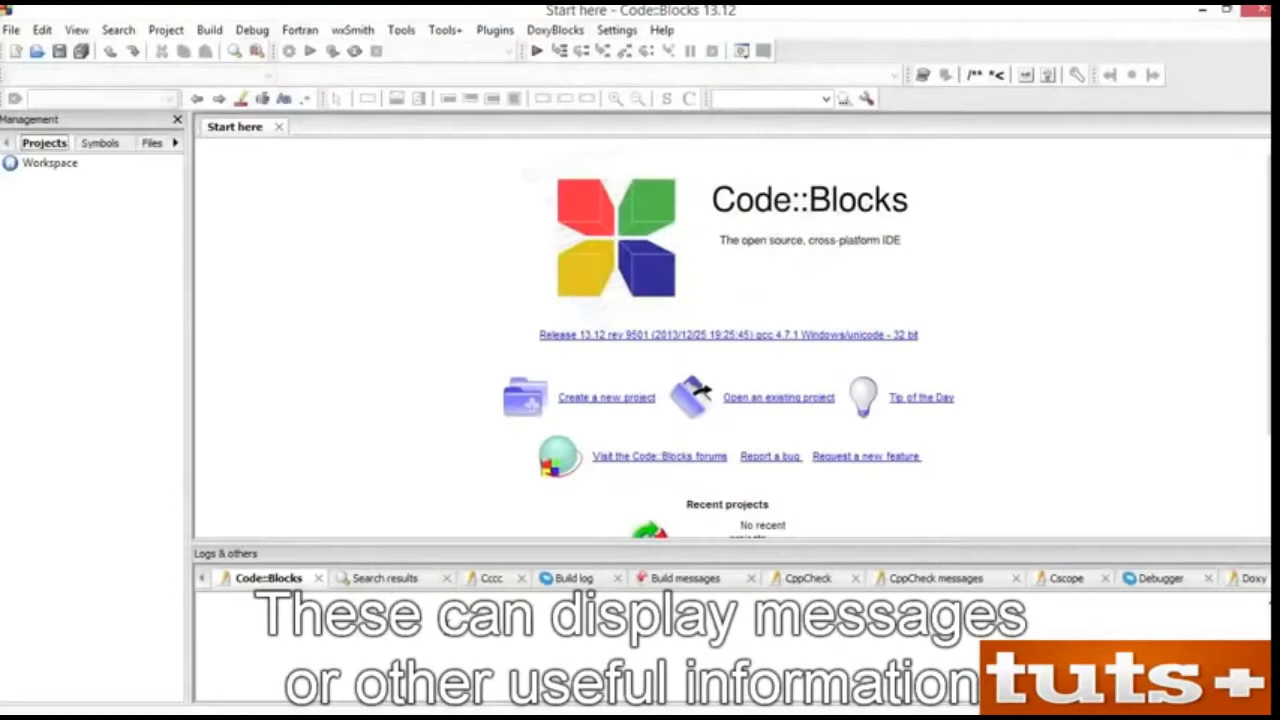 Start here - Code::Blocks 13.12
File Edit View Search Project Build Debug Fortran wxSmith Tools Tools+ Plugins DoxyBlocks Settings Help
/** *<
S C
Management
Start here
Projects Symbols Files
Workspace
Code::Blocks
The open source, cross-platform IDE
Release 13.12 rev 9501 (2013/12/25 19:25:45) gcc 4.7.1 Windows/unicode - 32 bit
Create a new project Open an existing project Tip of the Day
Visit the Code::Blocks forums Report a bug Request a new feature
Recent projects
No recent
projects
Logs & others
Code::Blocks Search results Cccc Build log Build messages CppCheck CppCheck messages Cscope Debugger Doxy
These can display messages
or other useful information
tuts+